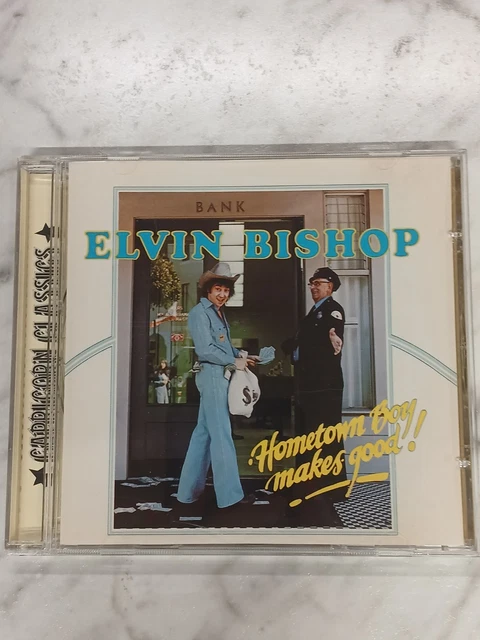 BANK
ELVIN BISHOP
$
Hometown Boy
makes good!
CAPRICORN CLASSICS